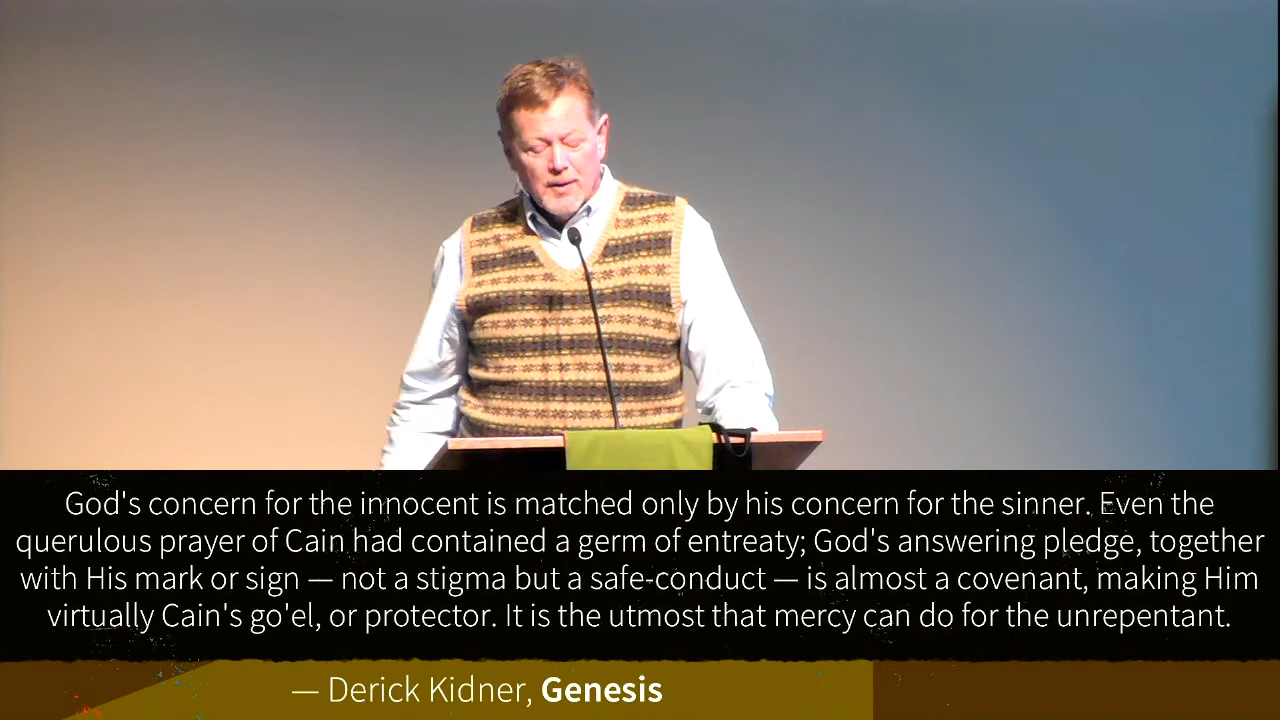 God's concern for the innocent is matched only by his concern for the sinner. Even the
querulous prayer of Cain had contained a germ of entreaty; God's answering pledge, together
with His mark or sign — not a stigma but a safe-conduct — is almost a covenant, making Him
virtually Cain's go'el, or protector. It is the utmost that mercy can do for the unrepentant.
— Derick Kidner, Genesis